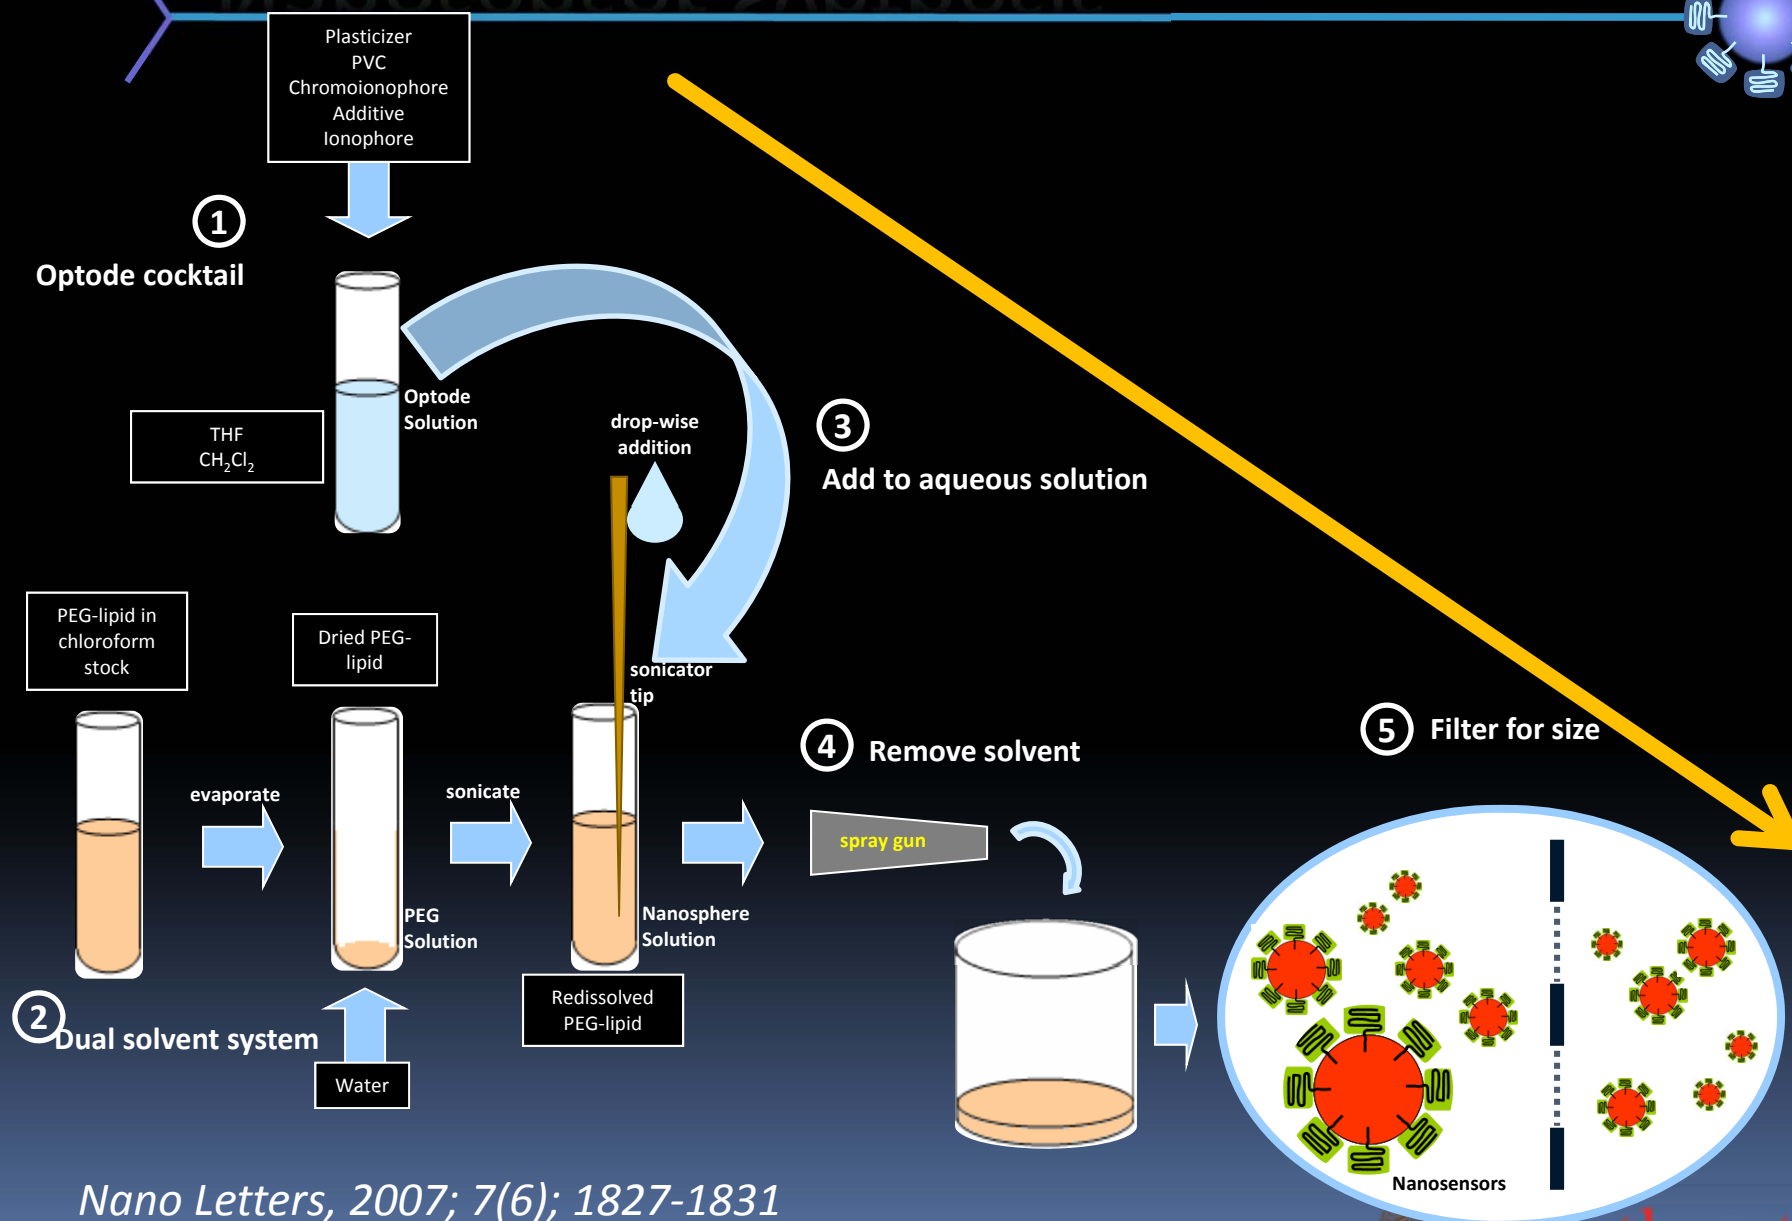 Plasticizer
PVC
Chromoionophore
Additive
Ionophore
1
Optode cocktail
Optode
Solution
THF
CH₂Cl₂
drop-wise
addition
3
Add to aqueous solution
PEG-lipid in
chloroform
stock
Dried PEG-
lipid
sonicator
tip
4
Remove solvent
5
Filter for size
evaporate
sonicate
spray gun
PEG
Solution
Nanosphere
Solution
Redissolved
PEG-lipid
2
Dual solvent system
Water
Nanosensors
Nano Letters, 2007; 7(6); 1827-1831